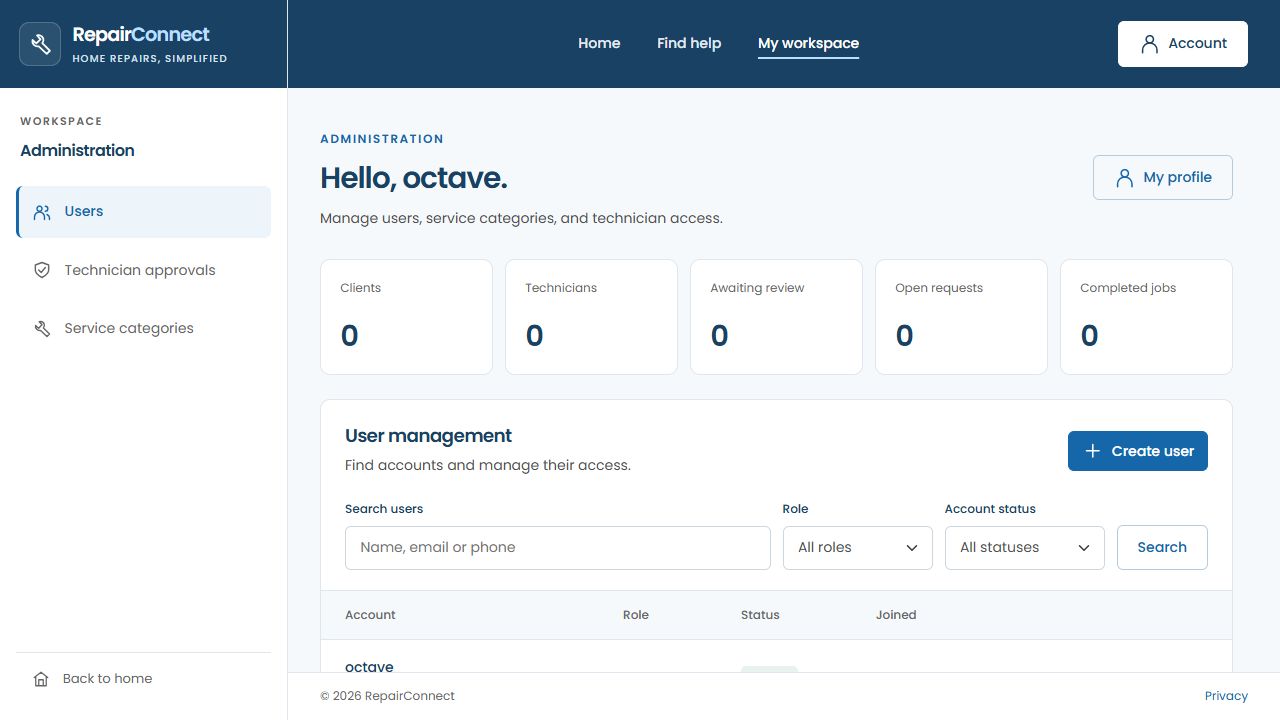 RepairConnect
HOME REPAIRS, SIMPLIFIED
Home
Find help
My workspace
Account
WORKSPACE
Administration
Users
Technician approvals
Service categories
Back to home
ADMINISTRATION
Hello, octave.
Manage users, service categories, and technician access.
My profile
Clients
0
Technicians
0
Awaiting review
0
Open requests
0
Completed jobs
0
User management
Find accounts and manage their access.
Create user
Search users
Name, email or phone
Role
All roles
Account status
All statuses
Search
Account
Role
Status
Joined
octave
© 2026 RepairConnect
Privacy